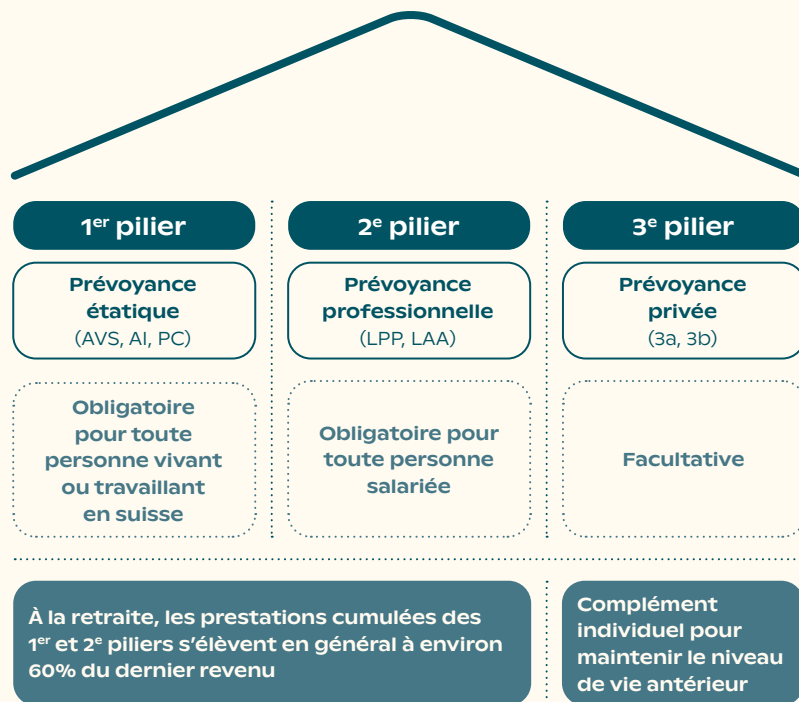 1er pilier
Prévoyance
étatique
(AVS, AI, PC)
Obligatoire
pour toute
personne vivant
ou travaillant
en suisse
2e pilier
Prévoyance
professionnelle
(LPP, LAA)
Obligatoire pour
toute personne
salariée
3e pilier
Prévoyance
privée
(3a, 3b)
Facultative
À la retraite, les prestations cumulées des
1er et 2e piliers s’élèvent en général à environ
60% du dernier revenu
Complément
individuel pour
maintenir le niveau
de vie antérieur